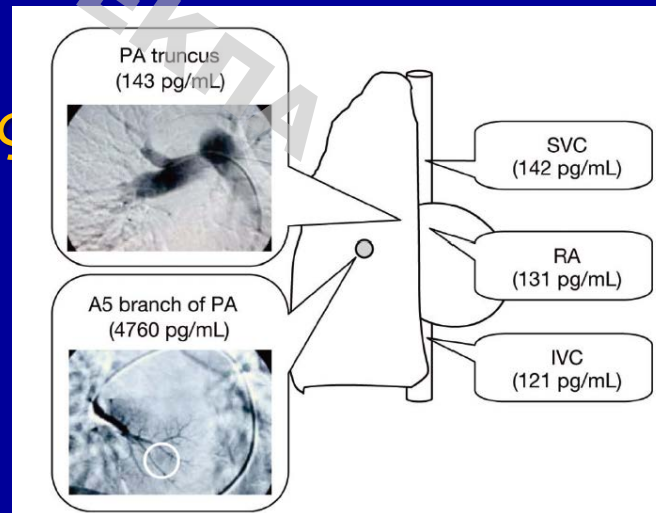 ΕΚΠΑ
PA truncus
(143 pg/mL)
SVC
(142 pg/mL)
RA
(131 pg/mL)
A5 branch of PA
(4760 pg/mL)
IVC
(121 pg/mL)